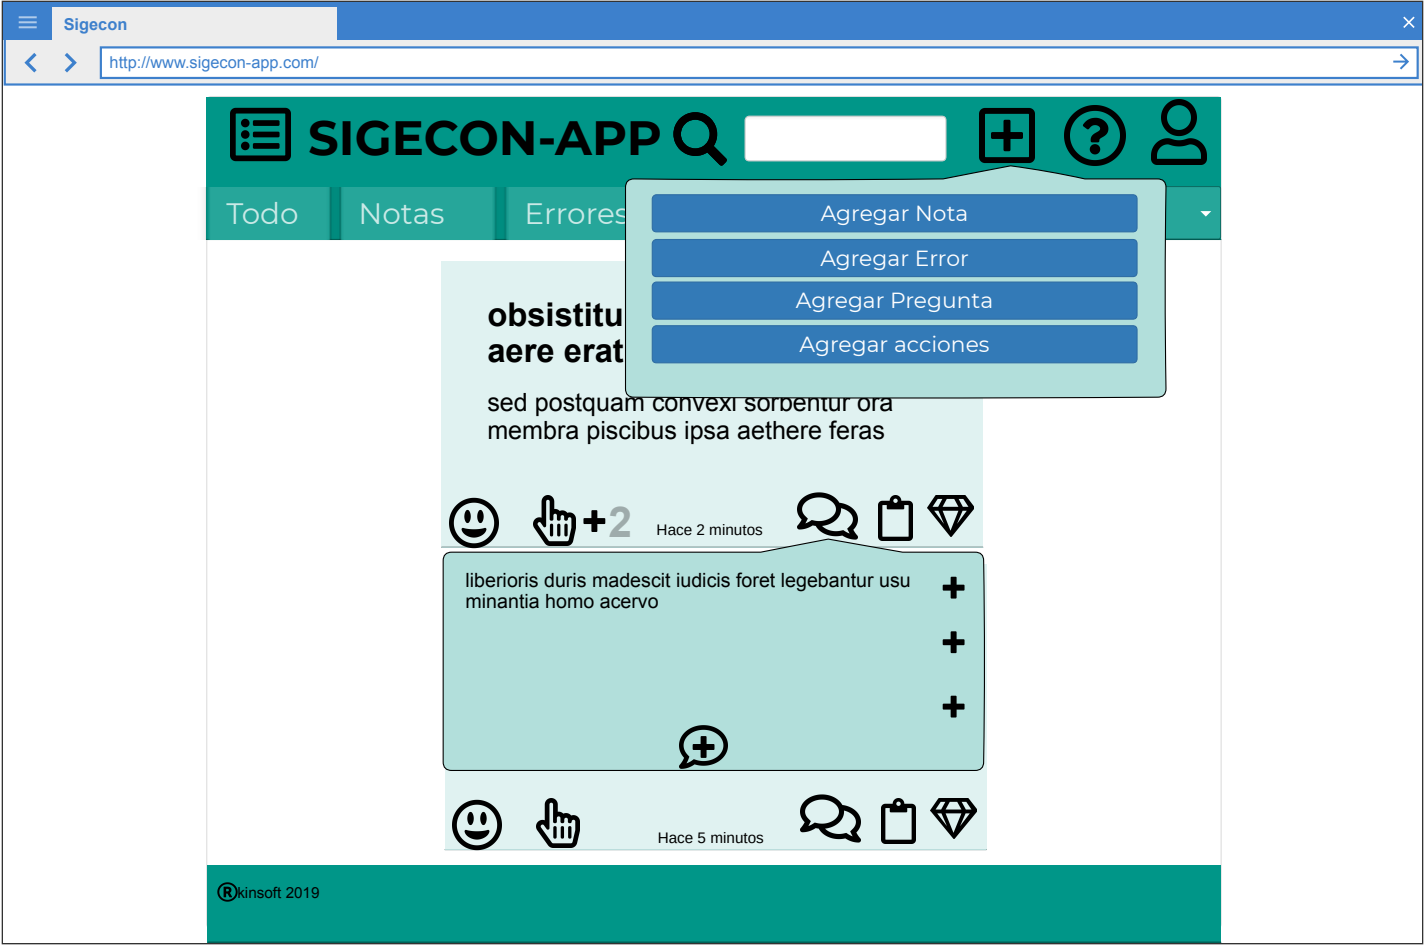 Sigecon
http://www.sigecon-app.com/
SIGECON-APP
Todo
Notas
Errores
Agregar Nota
Agregar Error
Agregar Pregunta
Agregar acciones
obsistitu
aere erat
sed postquam convexi sorbentur ora
membra piscibus ipsa aethere feras
+2
Hace 2 minutos
liberioris duris madescit iudicis foret legebantur usu
minantia homo acervo
Hace 5 minutos
®kinsoft 2019